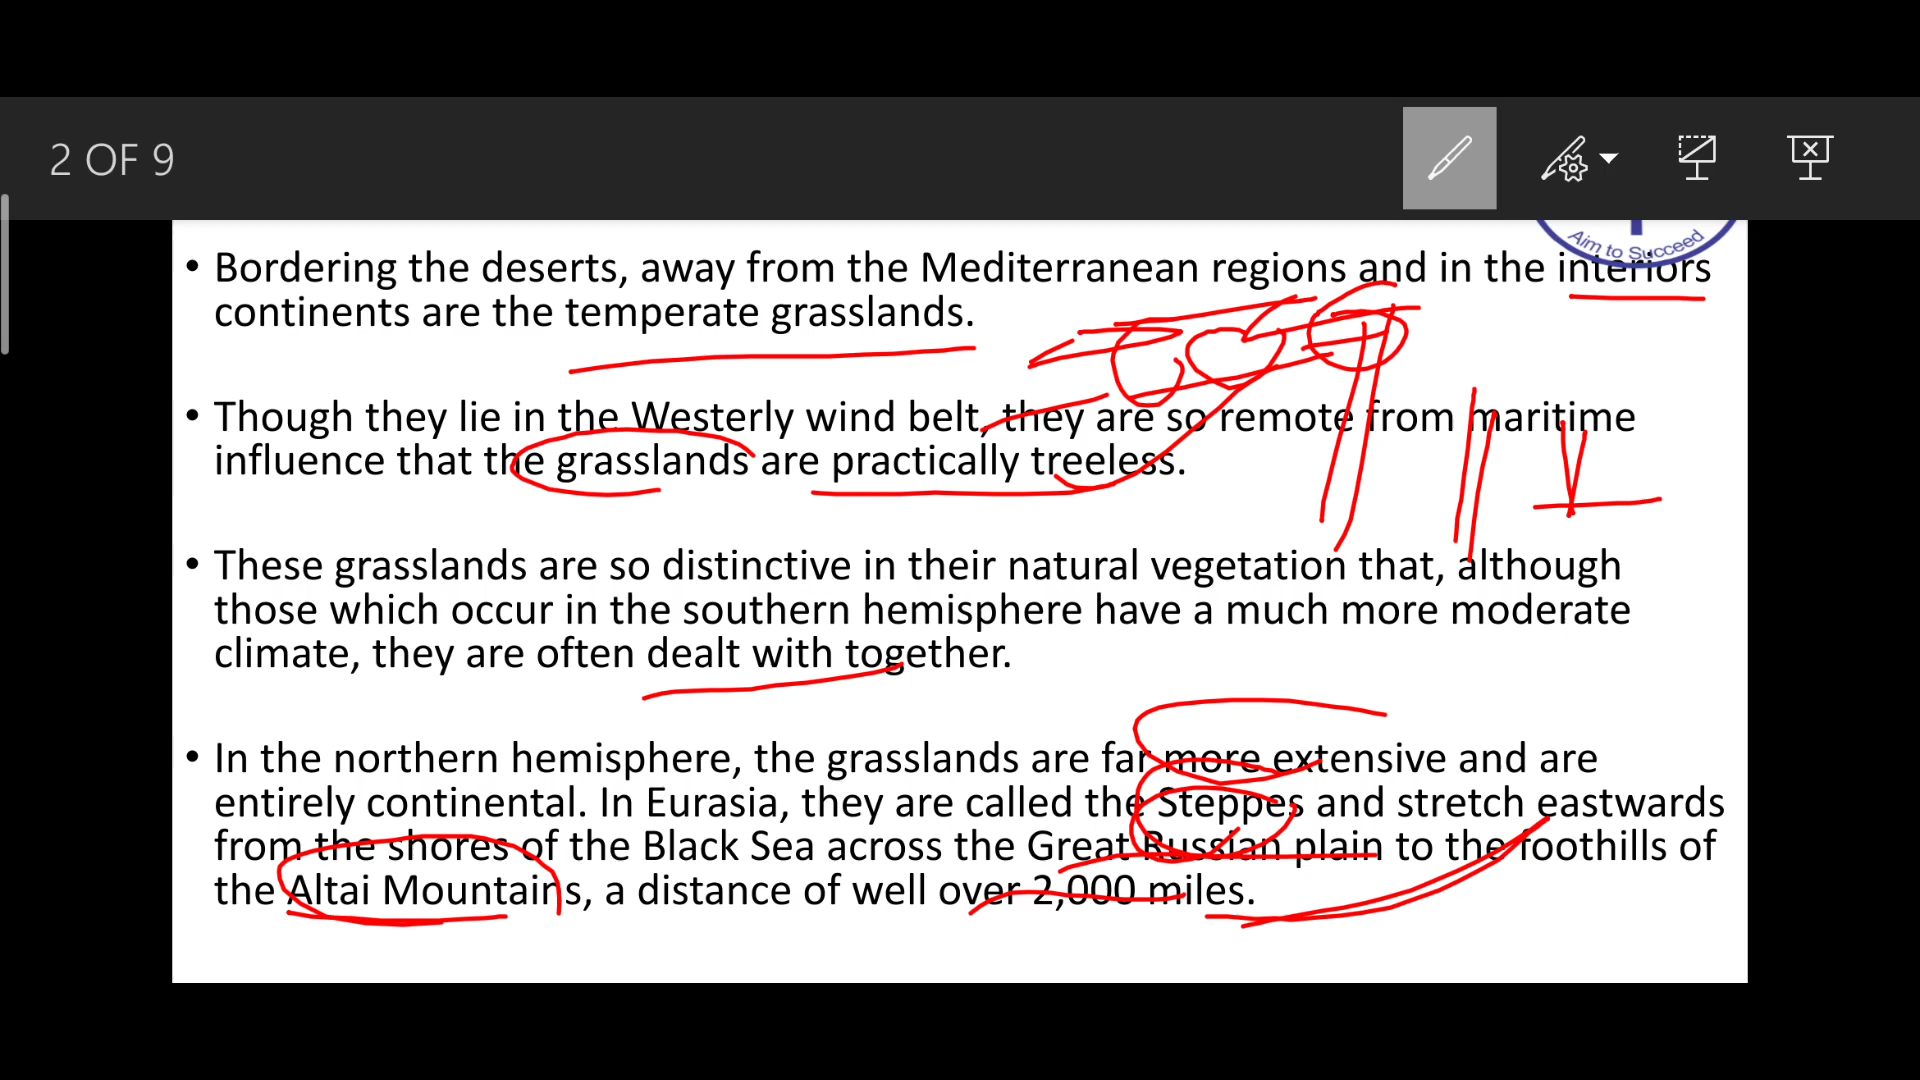 2 OF 9
Aim to Succeed
• Bordering the deserts, away from the Mediterranean regions and in the interiors
continents are the temperate grasslands.
• Though they lie in the Westerly wind belt, they are so remote from maritime
influence that the grasslands are practically treeless.
• These grasslands are so distinctive in their natural vegetation that, although
those which occur in the southern hemisphere have a much more moderate
climate, they are often dealt with together.
• In the northern hemisphere, the grasslands are far more extensive and are
entirely continental. In Eurasia, they are called the Steppes and stretch eastwards
from the shores of the Black Sea across the Great Russian plain to the foothills of
the Altai Mountains, a distance of well over 2,000 miles.